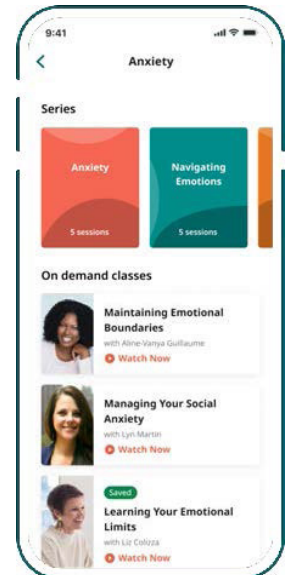 9:41
Anxiety
Series
Anxiety
5 sessions
Navigating
Emotions
5 sessions
On demand classes
Maintaining Emotional
Boundaries
with Aline-Vanya Guillaume
Watch Now
Managing Your Social
Anxiety
with Lyn Martin
Watch Now
Saved
Learning Your Emotional
Limits
with Liz Colizza
Watch Now